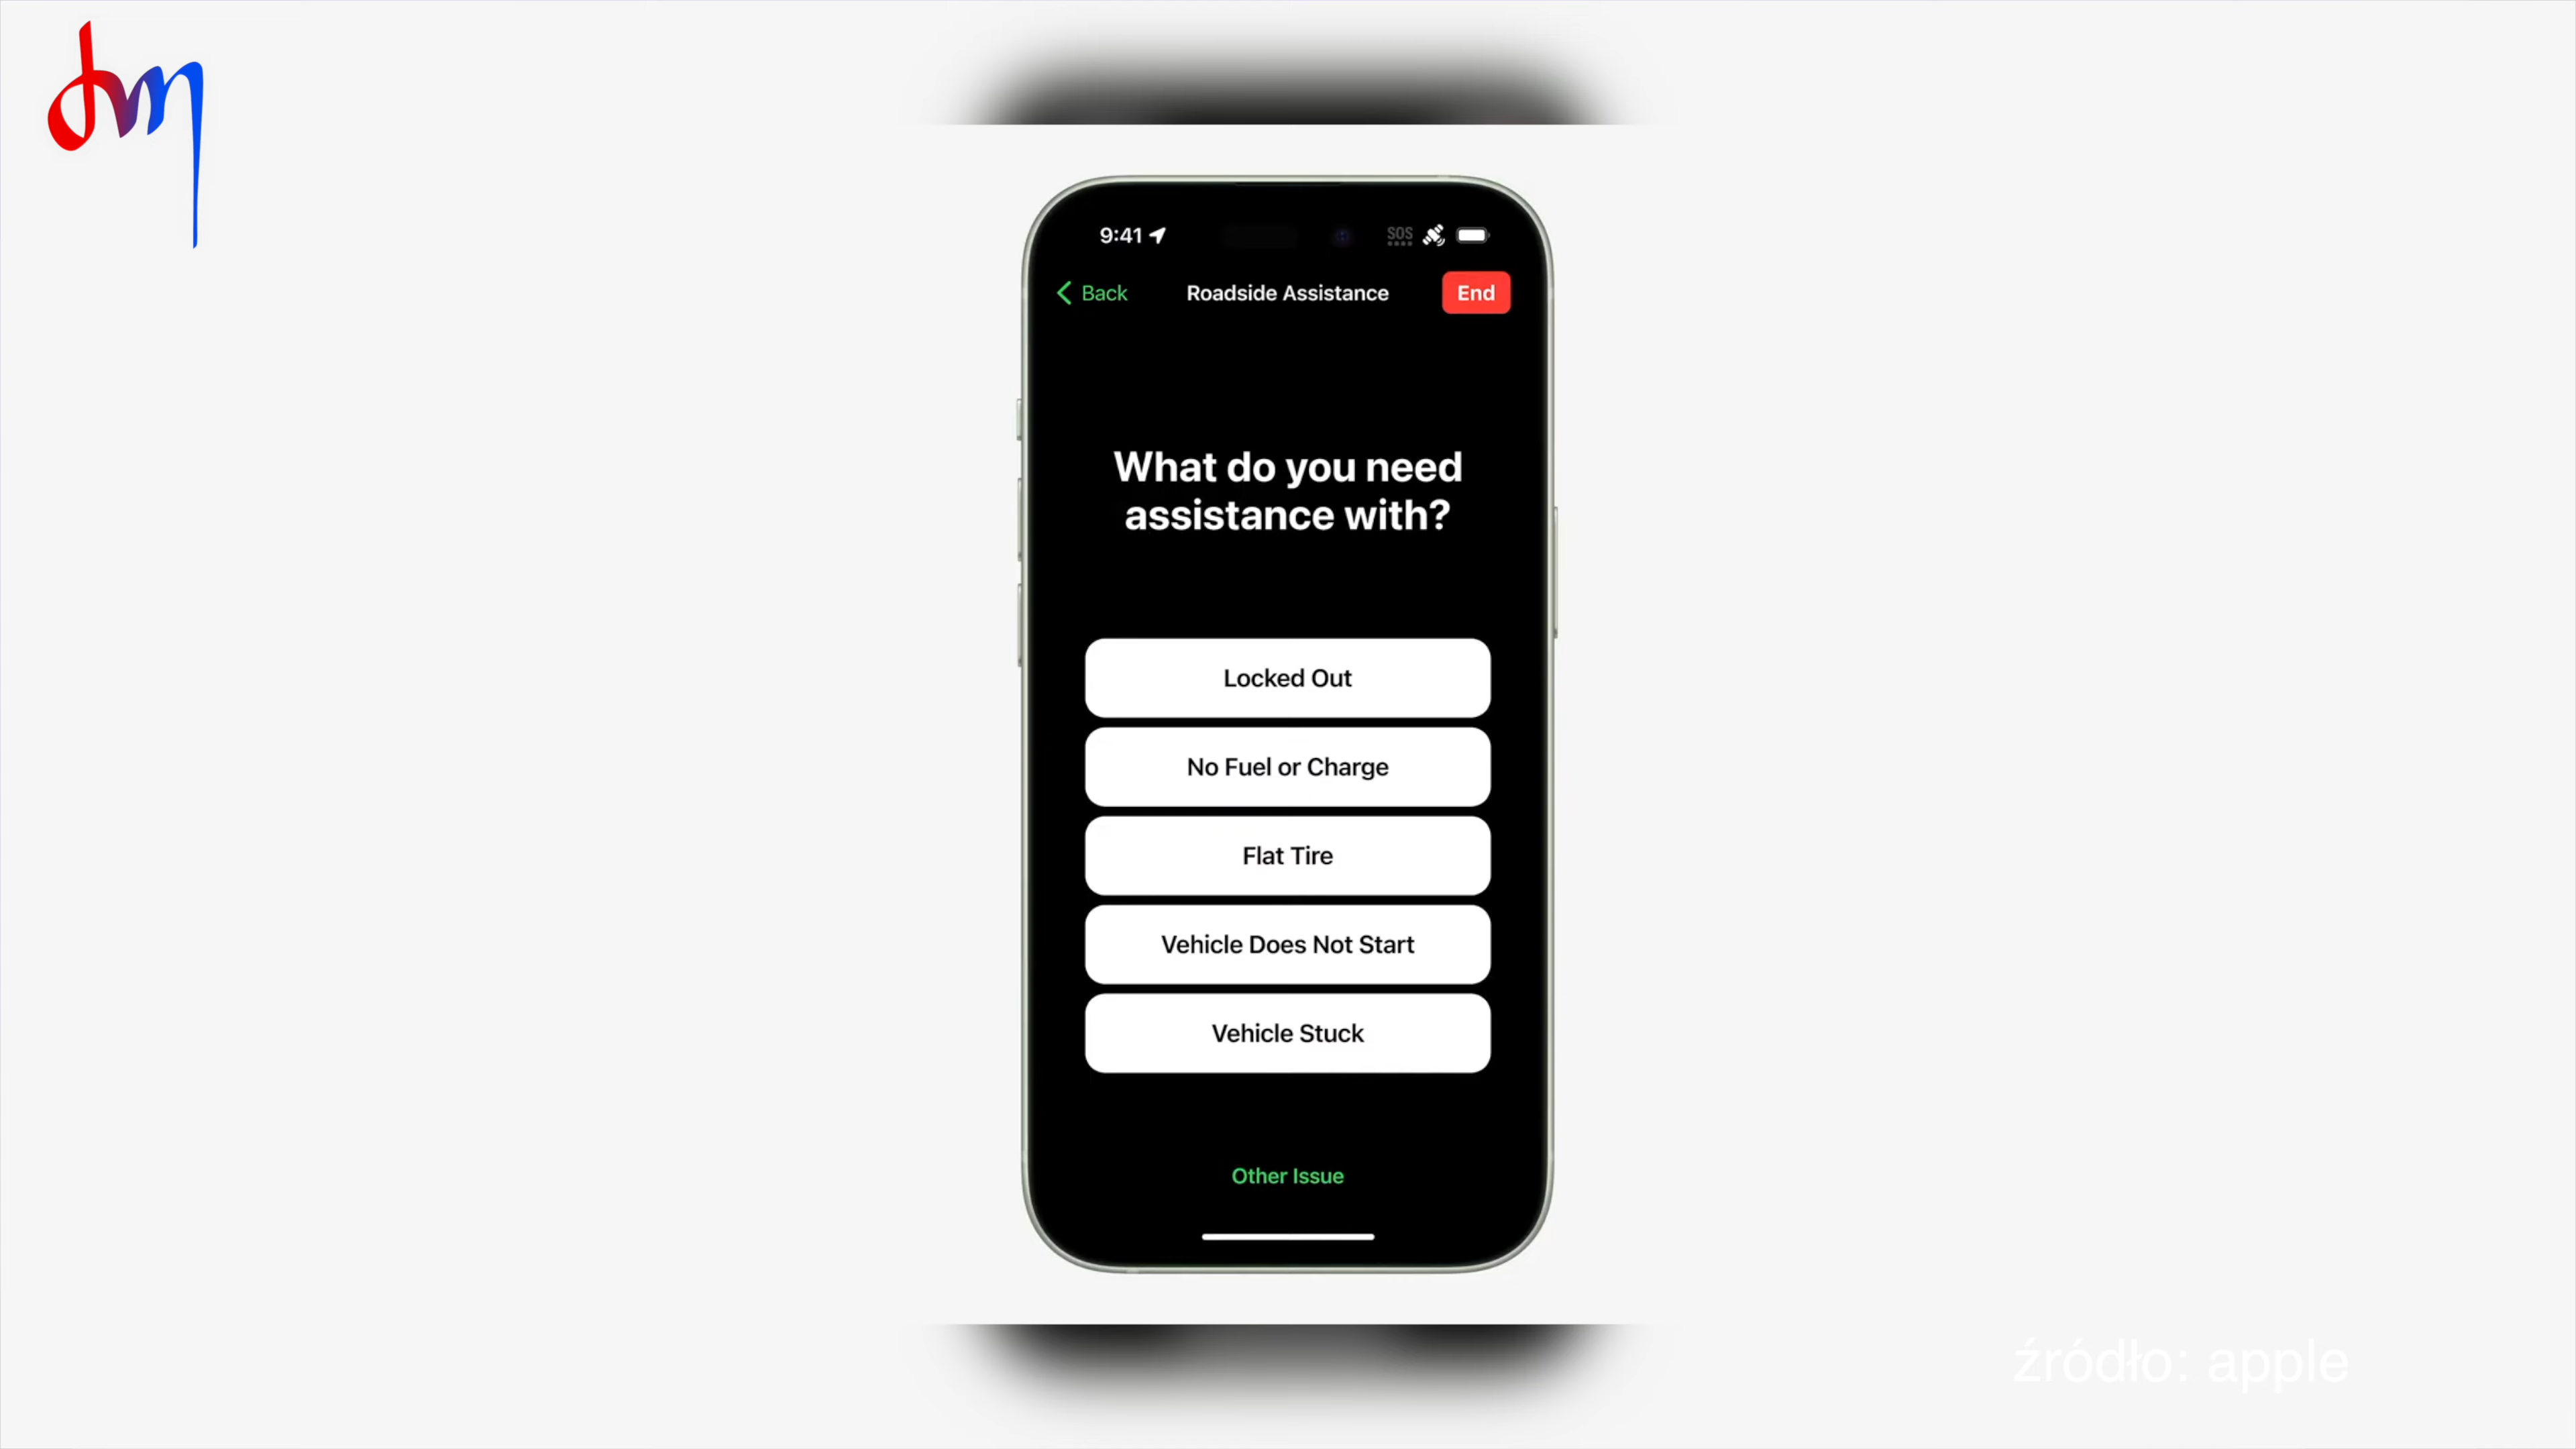 9:41
SOS
Back
Roadside Assistance
End
What do you need
assistance with?
Locked Out
No Fuel or Charge
Flat Tire
Vehicle Does Not Start
Vehicle Stuck
Other Issue
źródło: apple